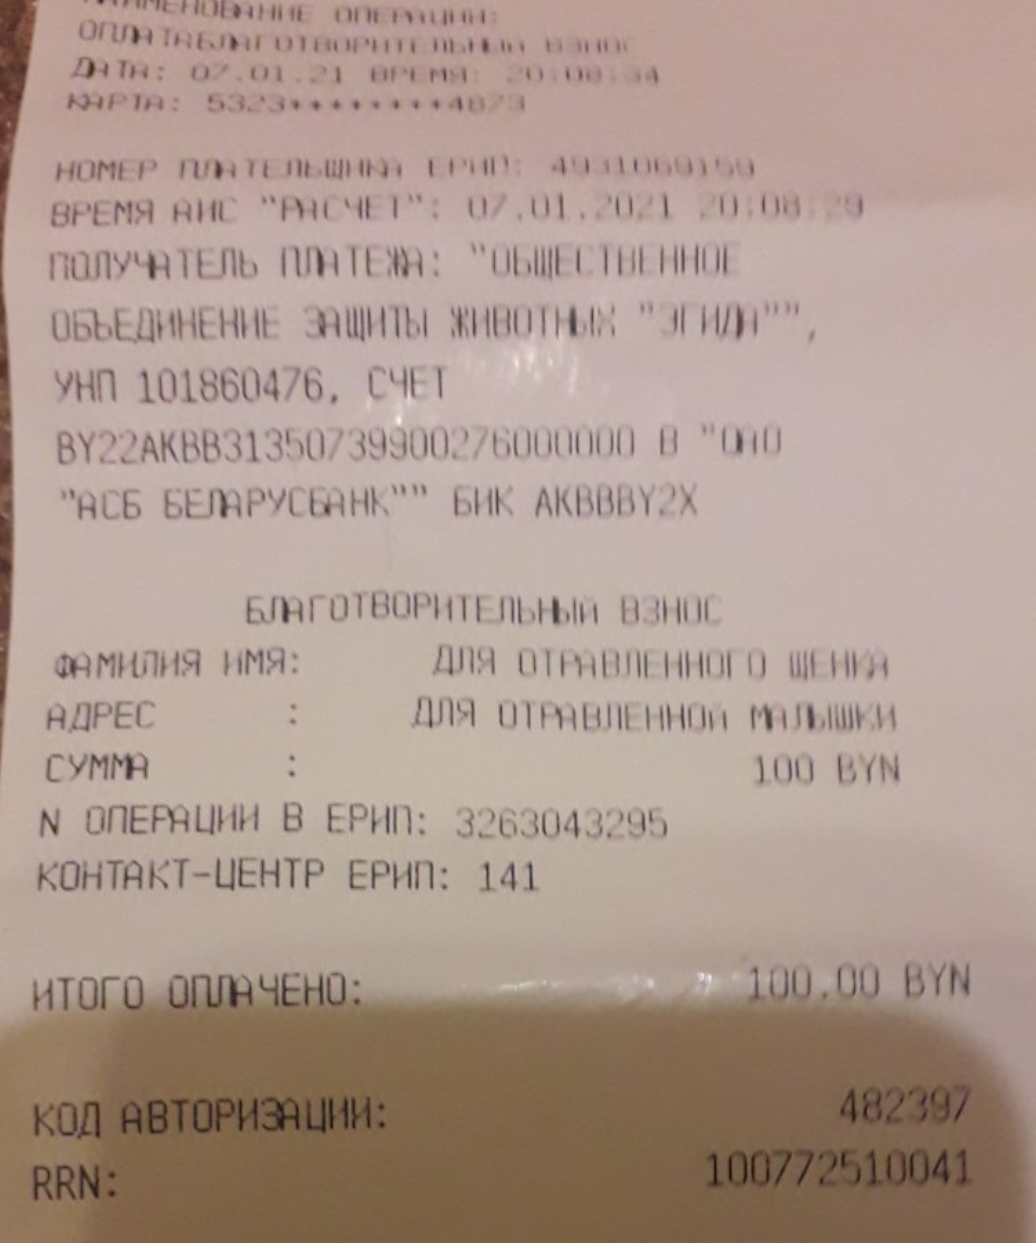 НАИМЕНОВАНИЕ ОПЕРАЦИИ:
ОПЛАТАБЛАГОТВОРИТЕЛЬНЫЙ ВЗНОС
ДАТА: 07.01.21 ВРЕМЯ: 20:08:34
КАРТА: 5323********4873
НОМЕР ПЛАТЕЛЬЩИКА ЕРИП: 4931069159
ВРЕМЯ АИС "РАСЧЕТ": 07.01.2021 20:08:29
ПОЛУЧАТЕЛЬ ПЛАТЕЖА: "ОБЩЕСТВЕННОЕ
ОБЪЕДИНЕНИЕ ЗАЩИТЫ ЖИВОТНЫХ "ЭГИДА"",
УНП 101860476, СЧЕТ
BY22AKBB31350739900276000000 В "ОАО
"АСБ БЕЛАРУСБАНК"" БИК AKBBBY2X
БЛАГОТВОРИТЕЛЬНЫЙ ВЗНОС
ФАМИЛИЯ ИМЯ: ДЛЯ ОТРАВЛЕННОГО ЩЕНКА
АДРЕС : ДЛЯ ОТРАВЛЕННОЙ МАЛЫШКИ
СУММА : 100 BYN
N ОПЕРАЦИИ В ЕРИП: 3263043295
КОНТАКТ-ЦЕНТР ЕРИП: 141
ИТОГО ОПЛАЧЕНО: 100.00 BYN
КОД АВТОРИЗАЦИИ: 482397
RRN: 100772510041